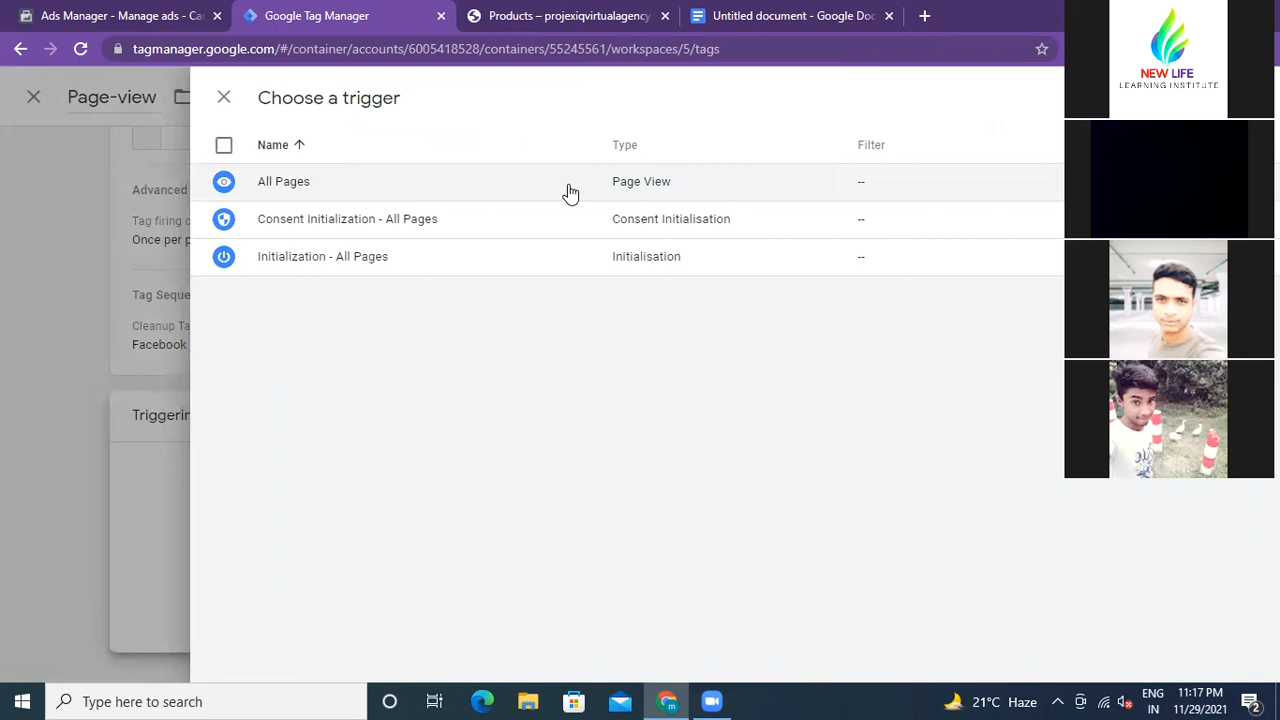 Ads Manager - Manage ads - Ca
Google Tag Manager
Products – projexiqvirtualagency
Untitled document - Google Doc
tagmanager.google.com/#/container/accounts/6005418528/containers/55245561/workspaces/5/tags
NEW LIFE
LEARNING INSTITUTE
Page-view
Choose a trigger
Name
Type
Filter
All Pages
Page View
--
Consent Initialization - All Pages
Consent Initialisation
--
Initialization - All Pages
Initialisation
--
Advanced
Tag firing o
Once per p
Tag Seque
Cleanup Ta
Facebook
Triggerin
Type here to search
21°C Haze
ENG
IN
11:17 PM
11/29/2021
2